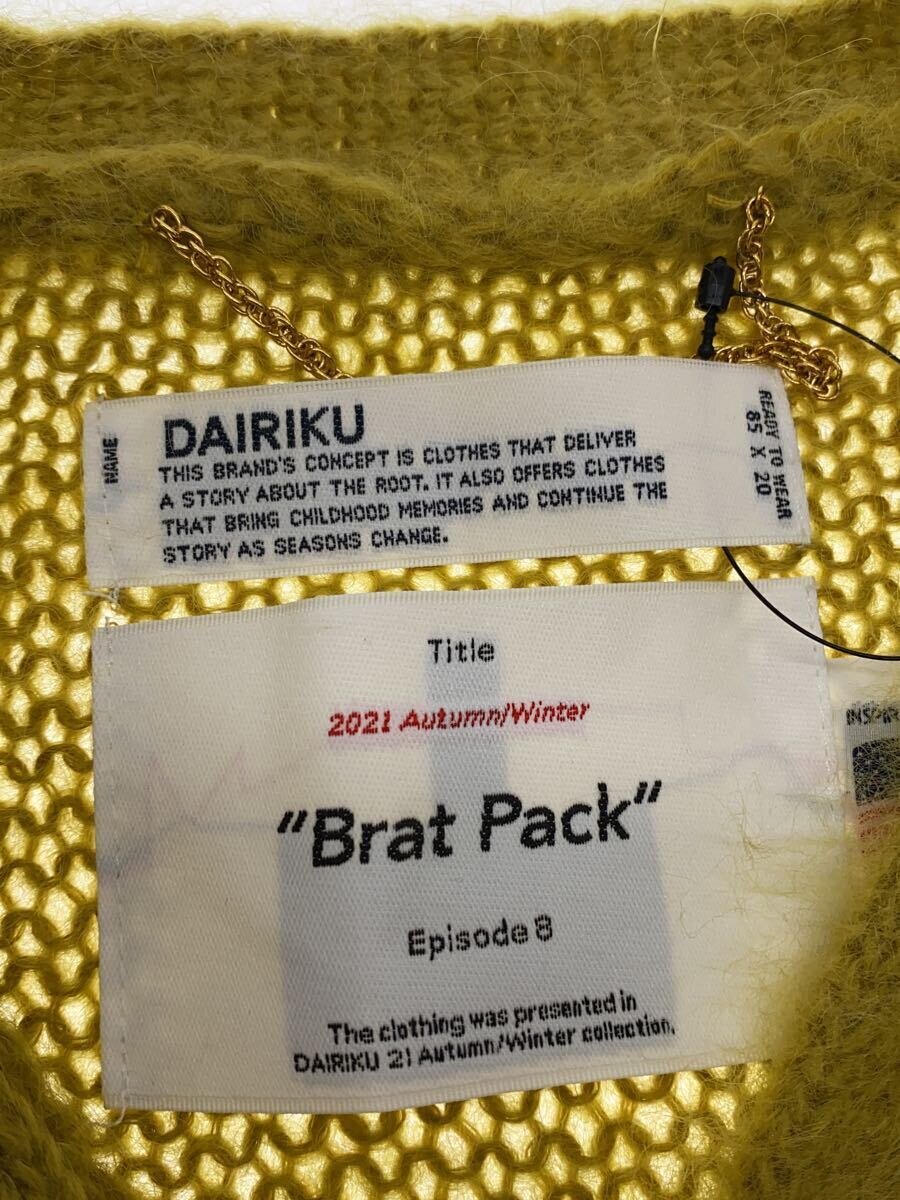 NAME
DAIRIKU
THIS BRAND'S CONCEPT IS CLOTHES THAT DELIVER
A STORY ABOUT THE ROOT. IT ALSO OFFERS CLOTHES
THAT BRING CHILDHOOD MEMORIES AND CONTINUE THE
STORY AS SEASONS CHANGE.
READY TO WEAR
85 X 20
Title
2021 Autumn/Winter
"Brat Pack"
Episode 8
The clothing was presented in
DAIRIKU 21 Autumn/Winter collection.